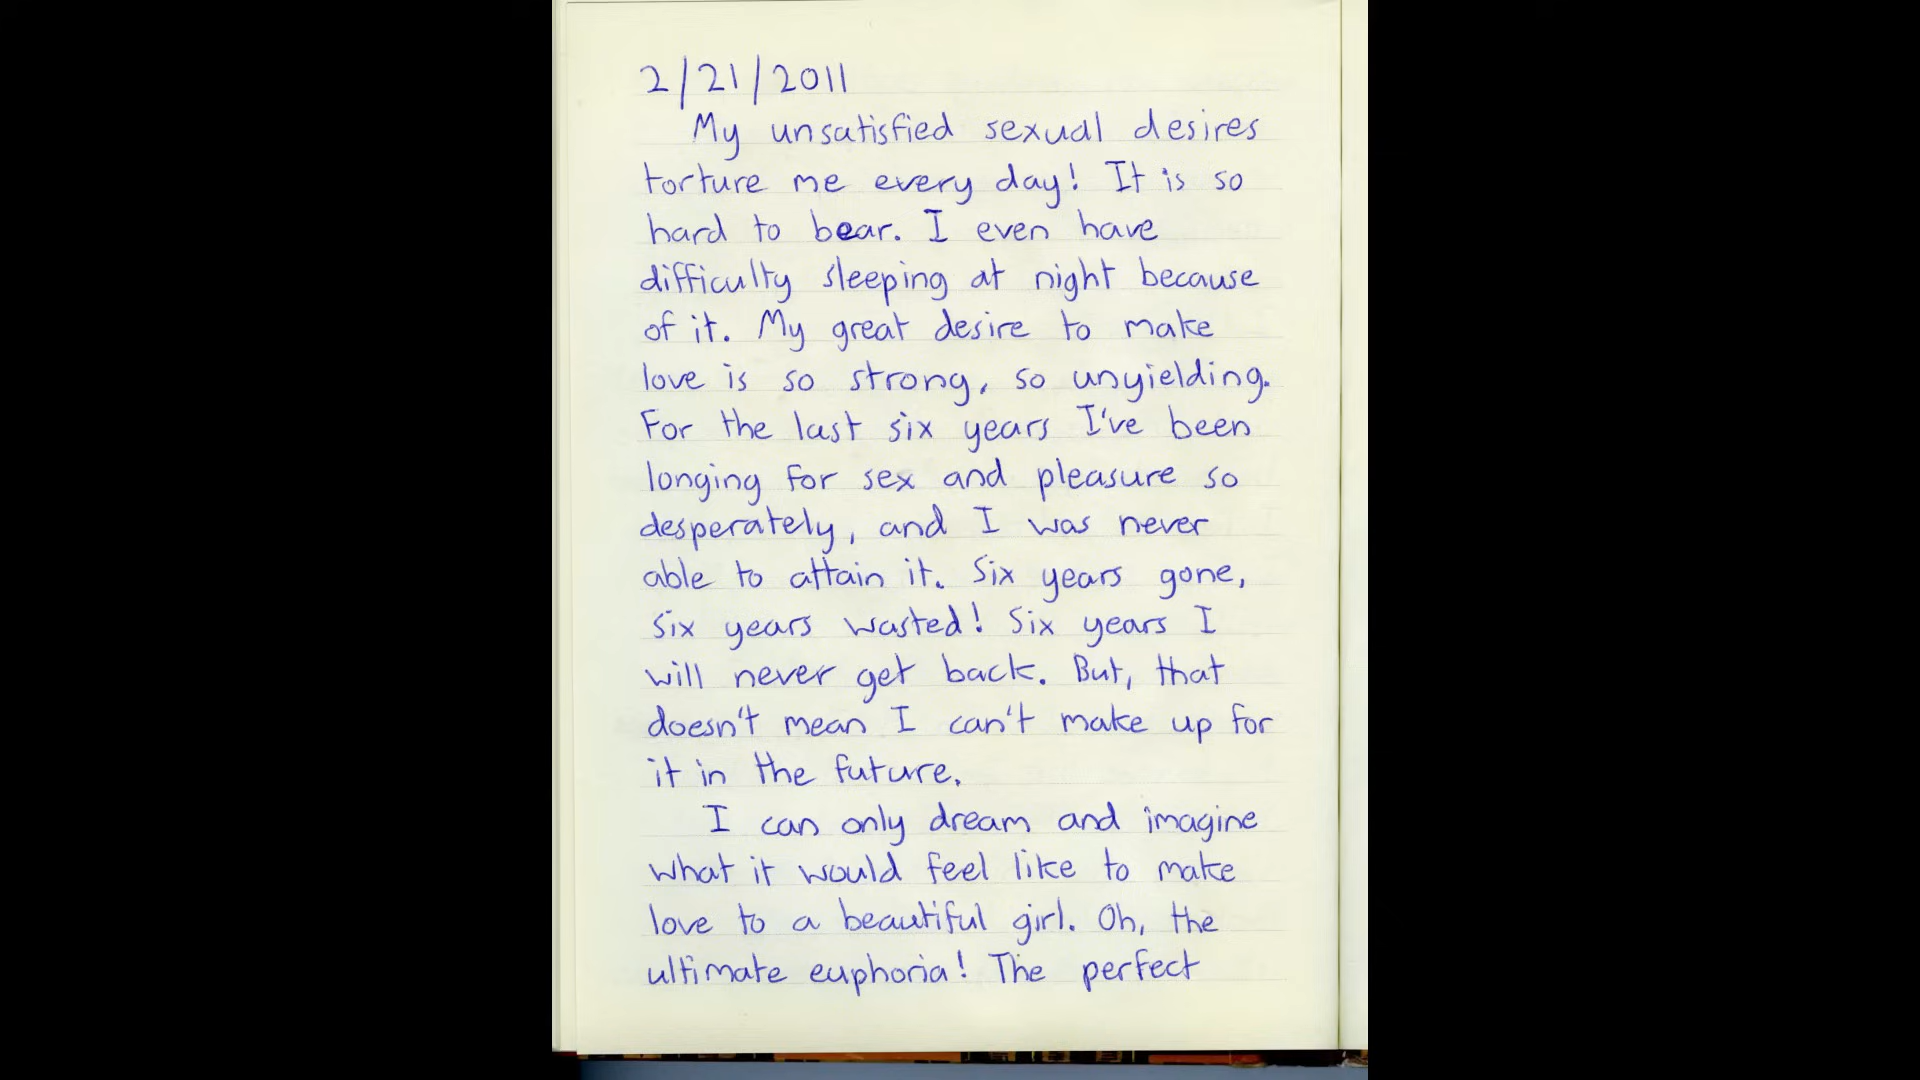 2/21/2011
My unsatisfied sexual desires
torture me every day! It is so
hard to bear. I even have
difficulty sleeping at night because
of it. My great desire to make
love is so strong, so unyielding.
For the last six years I've been
longing for sex and pleasure so
desperately, and I was never
able to attain it. Six years gone,
six years wasted! Six years I
will never get back. But, that
doesn't mean I can't make up for
it in the future.
I can only dream and imagine
what it would feel like to make
love to a beautiful girl. Oh, the
ultimate euphoria! The perfect